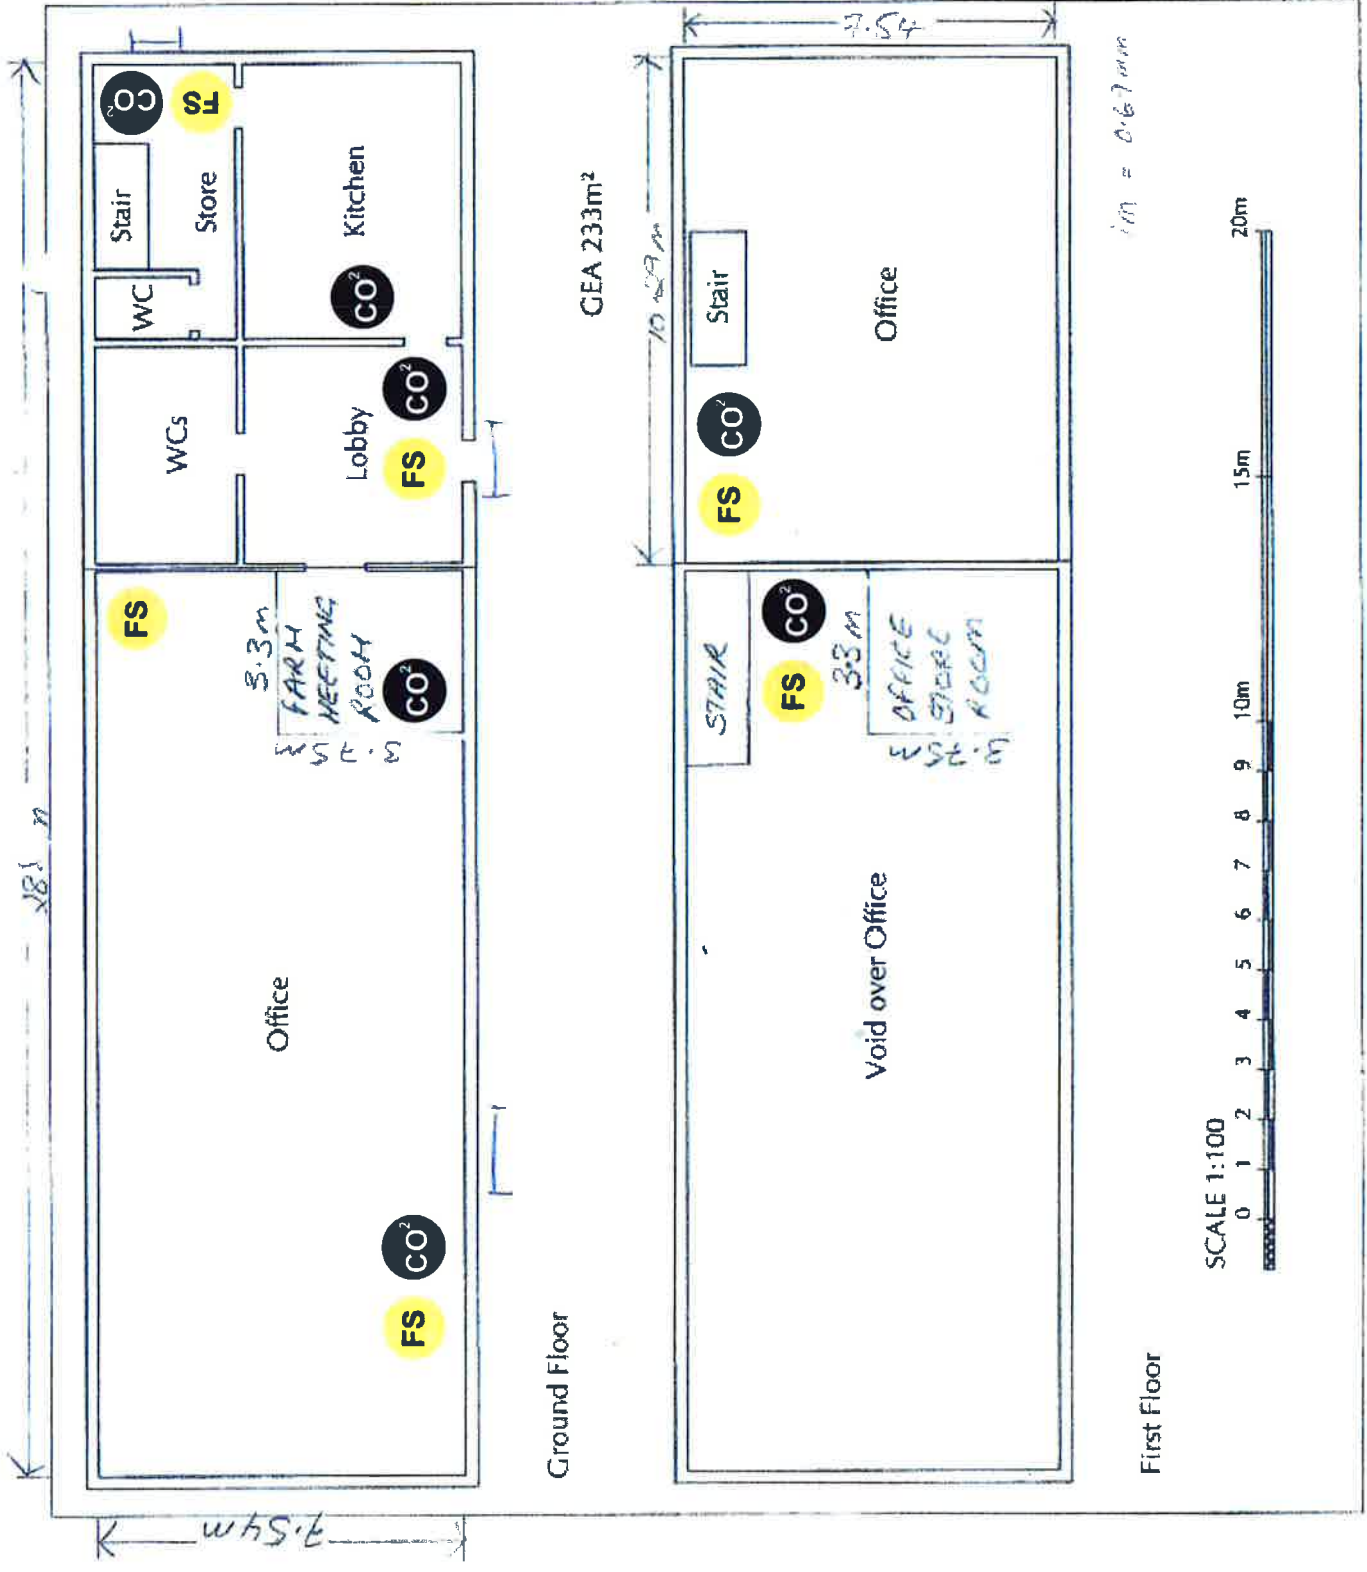 CO²
FS
Stair
Store
WC
Kitchen
CO²
WCs
Lobby
CO²
FS
FS
3.3m
FARM
MEETING
ROOM
CO²
3.75m
Office
CO²
FS
7.54m
Ground Floor
GEA 233m²
7.54
Stair
Office
CO²
FS
STAIR
CO²
FS
3.3m
OFFICE
STORE
ROOM
3.75m
Void over Office
First Floor
1m = 0.67mm
SCALE 1:100
0 1 2 3 4 5 6 7 8 9 10m 15m 20m